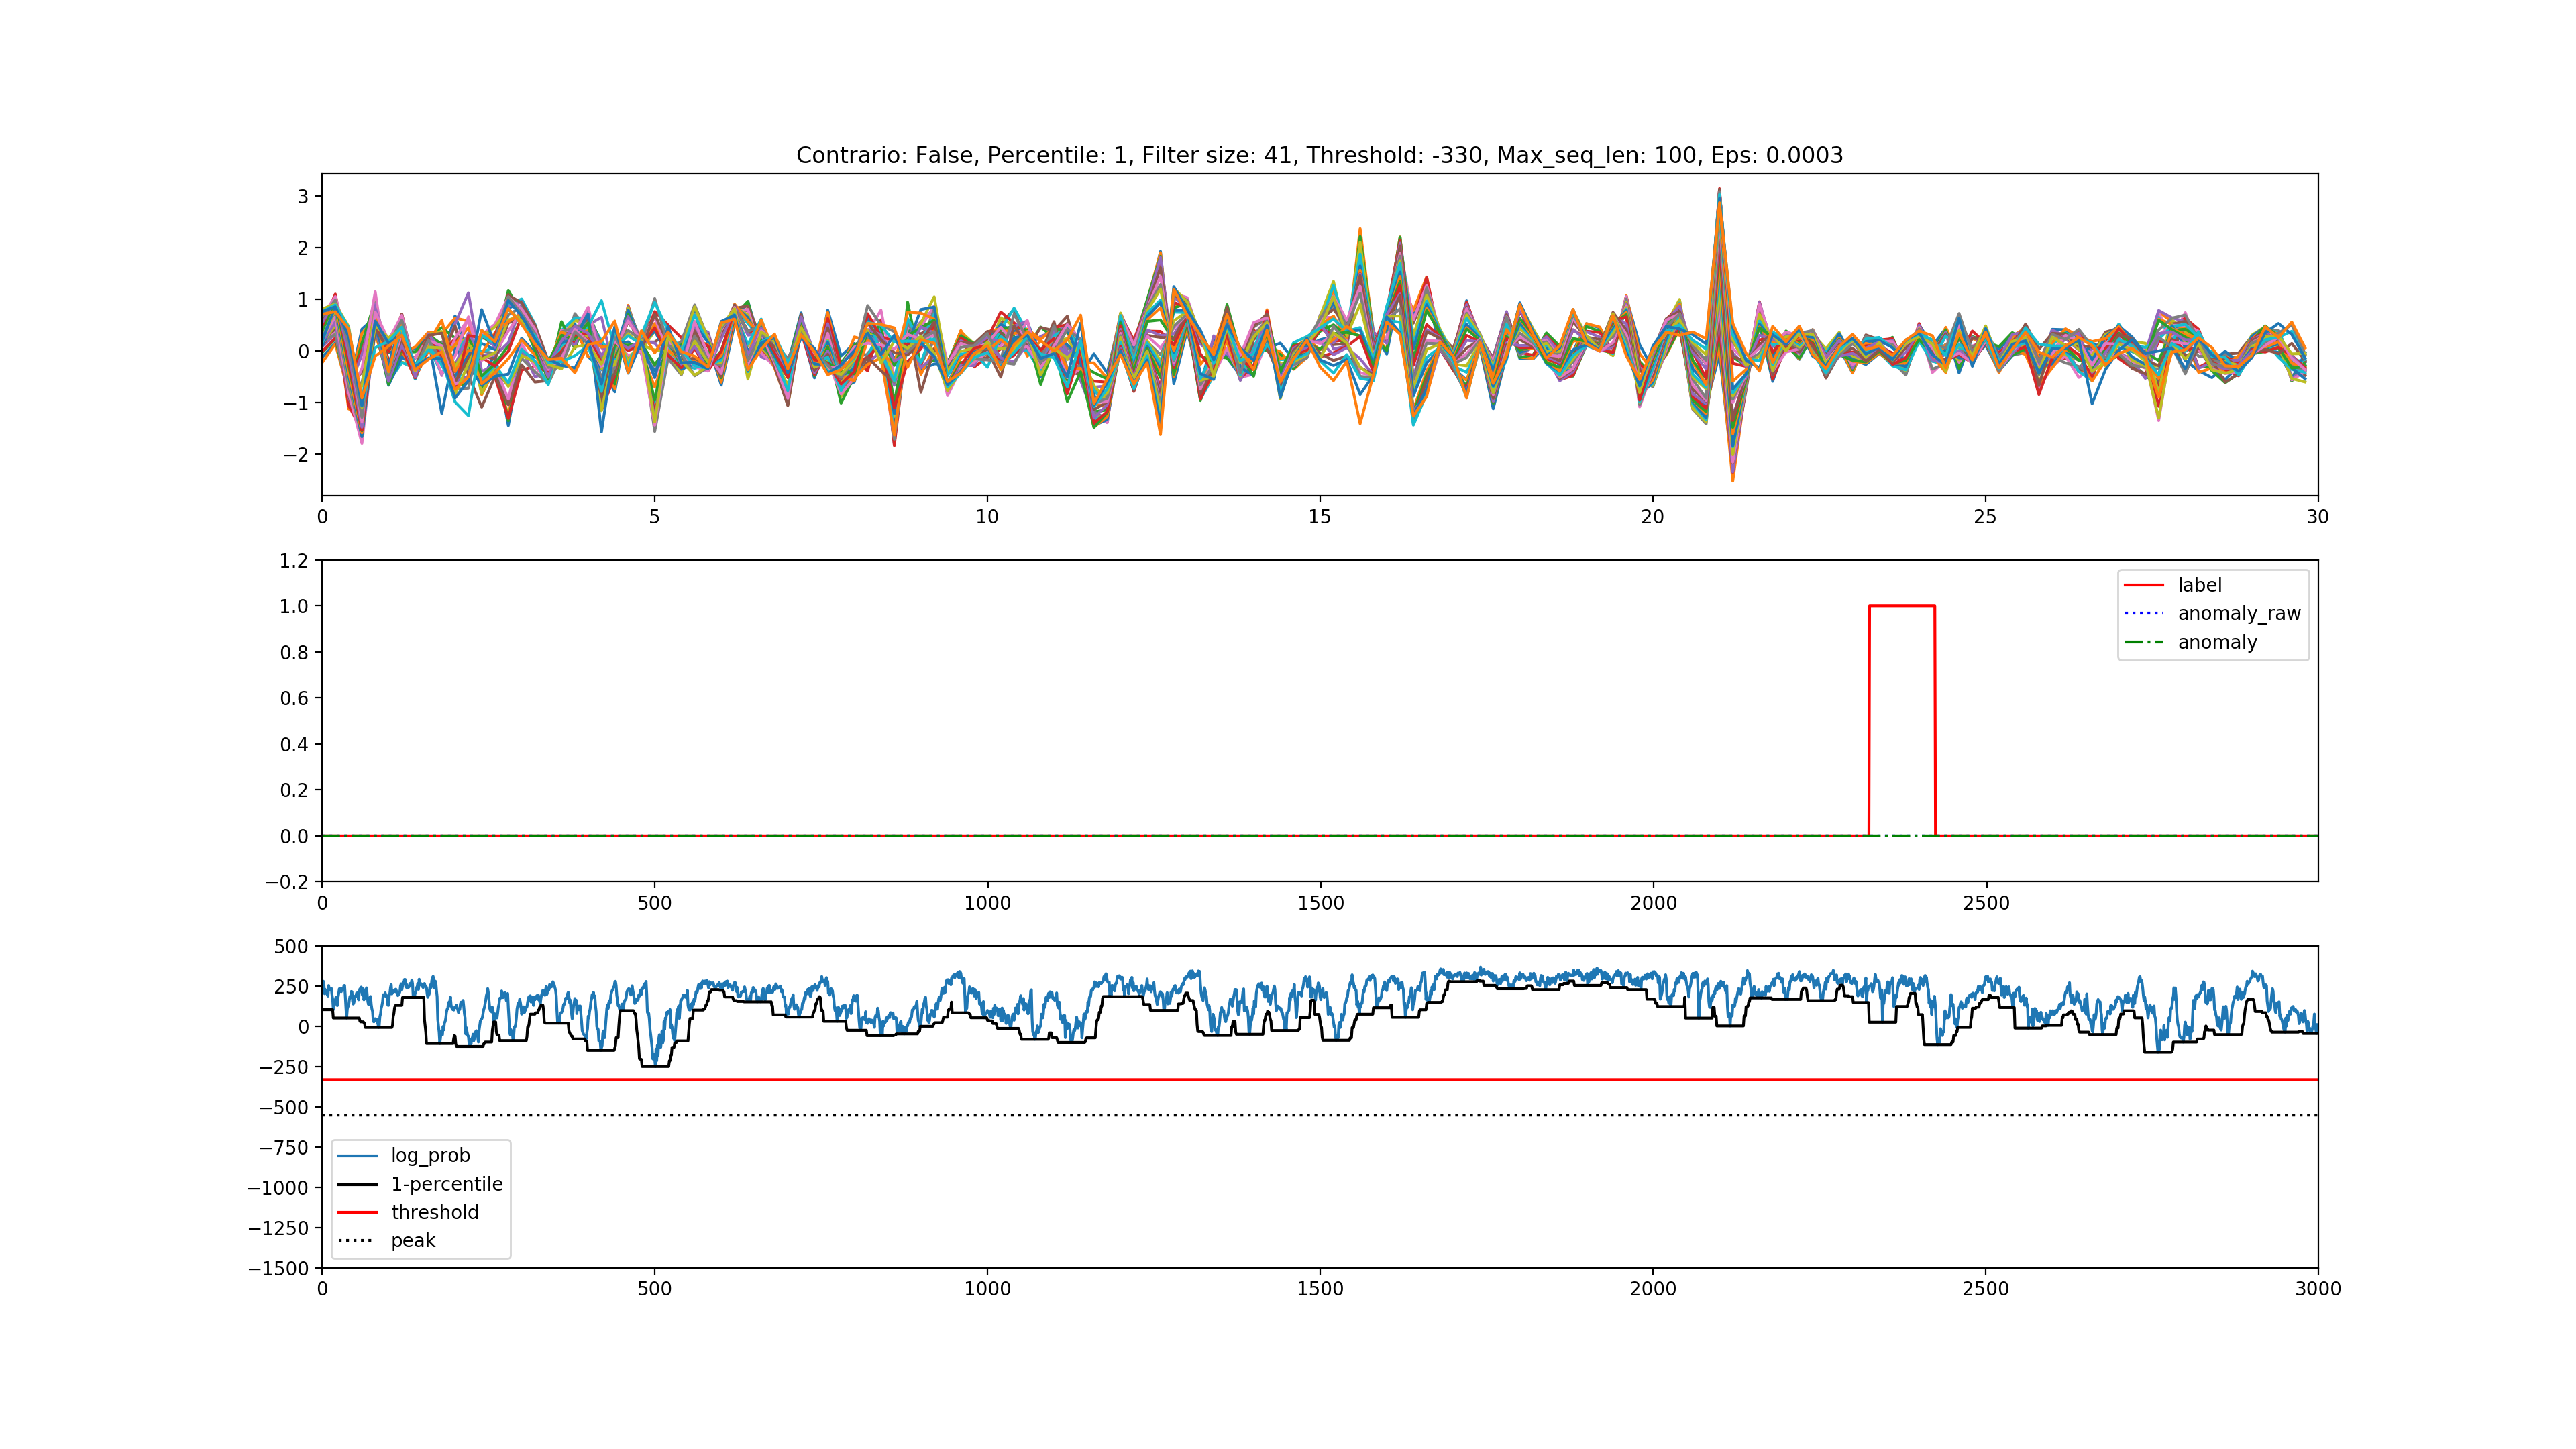 Contrario: False, Percentile: 1, Filter size: 41, Threshold: -330, Max_seq_len: 100, Eps: 0.0003
3
2
1
0
−1
−2
0 5 10 15 20 25 30
1.2
1.0
0.8
0.6
0.4
0.2
0.0
−0.2
label
anomaly_raw
anomaly
0 500 1000 1500 2000 2500
500
250
0
−250
−500
−750
−1000
−1250
−1500
log_prob
1-percentile
threshold
peak
0 500 1000 1500 2000 2500 3000